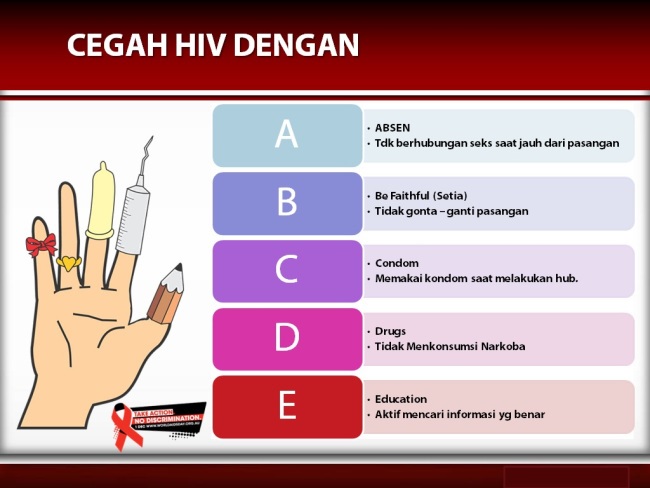 CEGAH HIV DENGAN
A
• ABSEN
• Tdk berhubungan seks saat jauh dari pasangan
B
• Be Faithful (Setia)
• Tidak gonta –ganti pasangan
C
• Condom
• Memakai kondom saat melakukan hub.
D
• Drugs
• Tidak Menkonsumsi Narkoba
E
• Education
• Aktif mencari informasi yg benar
TAKE ACTION.
NO DISCRIMINATION.